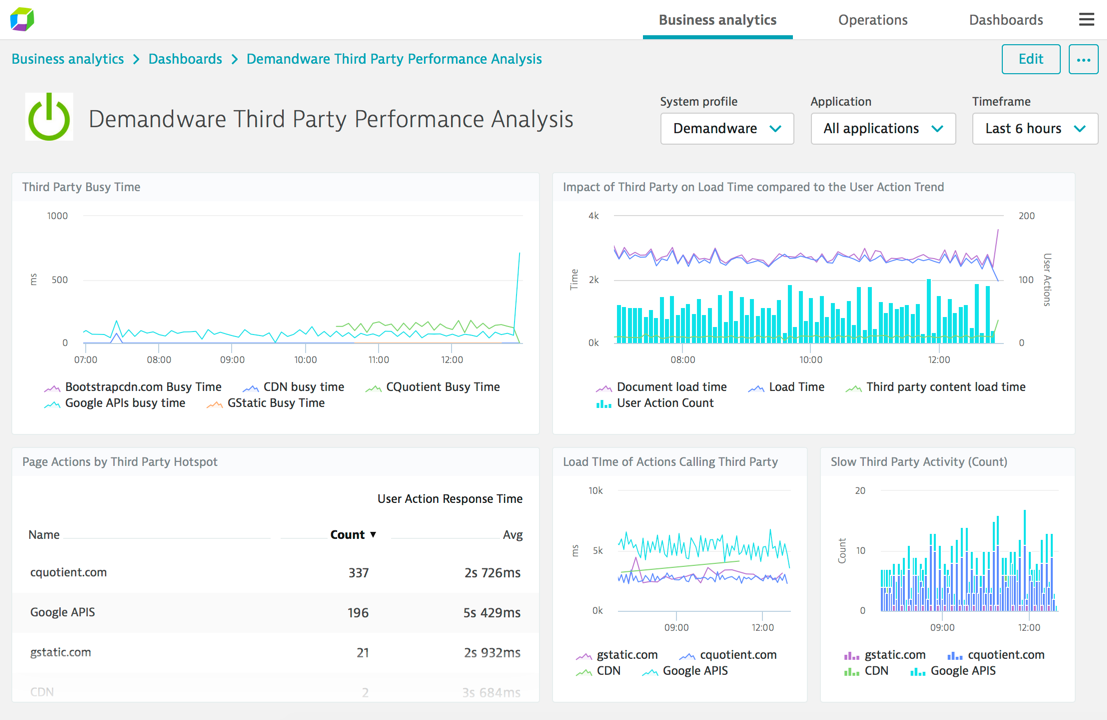 Business analytics Operations Dashboards
Business analytics > Dashboards > Demandware Third Party Performance Analysis
Edit ...
Demandware Third Party Performance Analysis
System profile Application Timeframe
Demandware All applications Last 6 hours
Third Party Busy Time
1000
500
0
ms
07:00 08:00 09:00 10:00 11:00 12:00
Bootstrapcdn.com Busy Time CDN busy time CQuotient Busy Time
Google APIs busy time GStatic Busy Time
Impact of Third Party on Load Time compared to the User Action Trend
4k 200
2k 100
0k 0
Time
User Actions
08:00 10:00 12:00
Document load time Load Time Third party content load time
User Action Count
Page Actions by Third Party Hotspot
User Action Response Time
Name Count ▼ Avg
cquotient.com 337 2s 726ms
Google APIS 196 5s 429ms
gstatic.com 21 2s 932ms
CDN 2 3s 684ms
Load TIme of Actions Calling Third Party
10k
5k
0k
ms
09:00 12:00
gstatic.com cquotient.com
CDN Google APIS
Slow Third Party Activity (Count)
20
10
0
Count
09:00 12:00
gstatic.com cquotient.com
CDN Google APIS